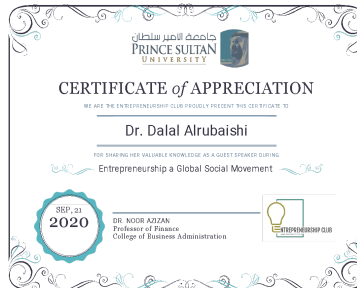 جامعة الأمير سلطان
PRINCE SULTAN
UNIVERSITY
CERTIFICATE of APPRECIATION
WE ARE THE ENTREPRENEURSHIP CLUB PROUDLY PRECENT THIS CERTIFICATE TO
Dr. Dalal Alrubaishi
FOR SHARING HER VALUABLE KNOWLEDGE AS A GUEST SPEAKER DURING
Entrepreneurship a Global Social Movement
SEP, 21
2020
DR. NOOR AZIZAN
Professor of Finance
College of Business Administration
ENTREPRENEURSHIP CLUB